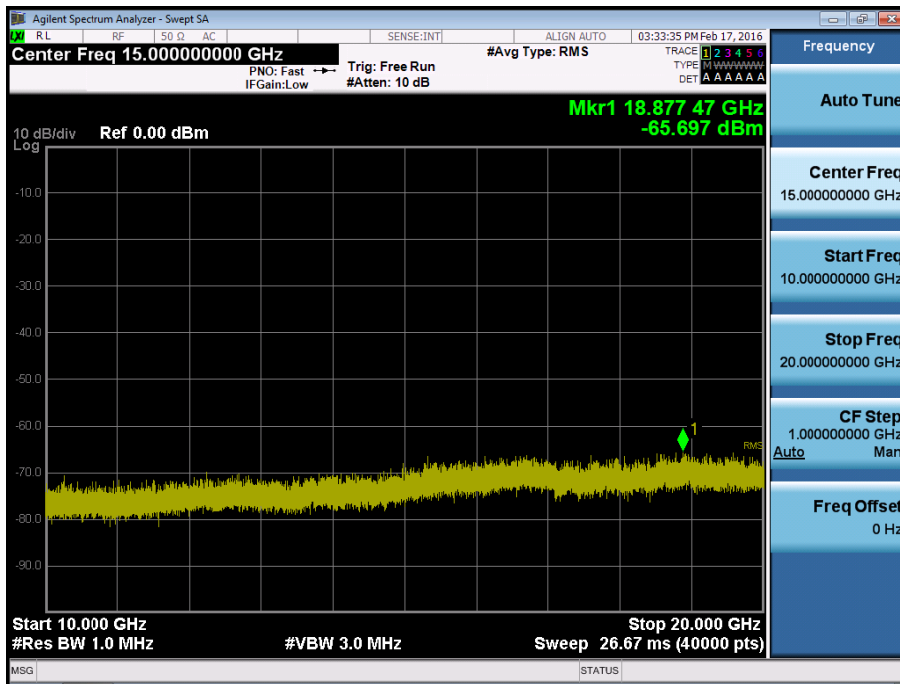 Agilent Spectrum Analyzer - Swept SA
LXI RL RF 50 Ω AC SENSE:INT ALIGN AUTO 03:33:35 PM Feb 17, 2016
Center Freq 15.000000000 GHz
PNO: Fast
IFGain:Low
Trig: Free Run
#Atten: 10 dB
#Avg Type: RMS
TRACE 1 2 3 4 5 6
TYPE M WWWWW
DET A A A A A A
Mkr1 18.877 47 GHz
-65.697 dBm
10 dB/div Ref 0.00 dBm
Log
-10.0
-20.0
-30.0
-40.0
-50.0
-60.0
-70.0
-80.0
-90.0
1
RMS
Start 10.000 GHz Stop 20.000 GHz
#Res BW 1.0 MHz #VBW 3.0 MHz Sweep 26.67 ms (40000 pts)
MSG STATUS
Frequency
Auto Tune
Center Freq
15.000000000 GHz
Start Freq
10.000000000 GHz
Stop Freq
20.000000000 GHz
CF Step
1.000000000 GHz
Auto Man
Freq Offset
0 Hz